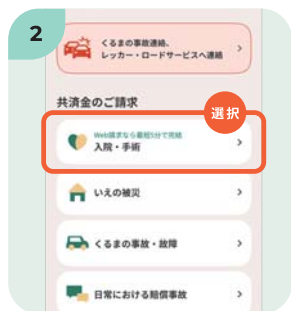 2
くるまの事故連絡、
レッカー・ロードサービスへ連絡
共済金のご請求
選択
Web請求なら最短5分で完結
入院・手術
いえの被災
くるまの事故・故障
日常における賠償事故